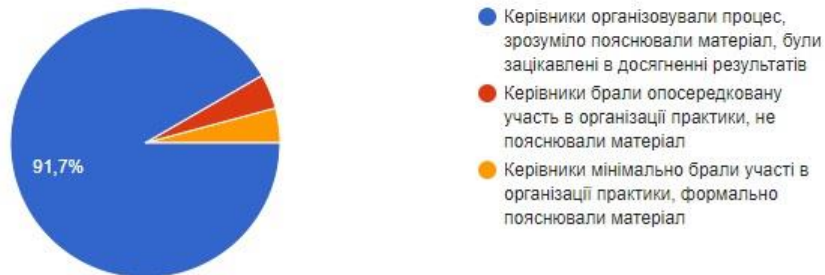 91,7%
Керівники організовували процес,
зрозуміло пояснювали матеріал, були
зацікавлені в досягненні результатів
Керівники брали опосередковану
участь в організації практики, не
пояснювали матеріал
Керівники мінімально брали участі в
організації практики, формально
пояснювали матеріал